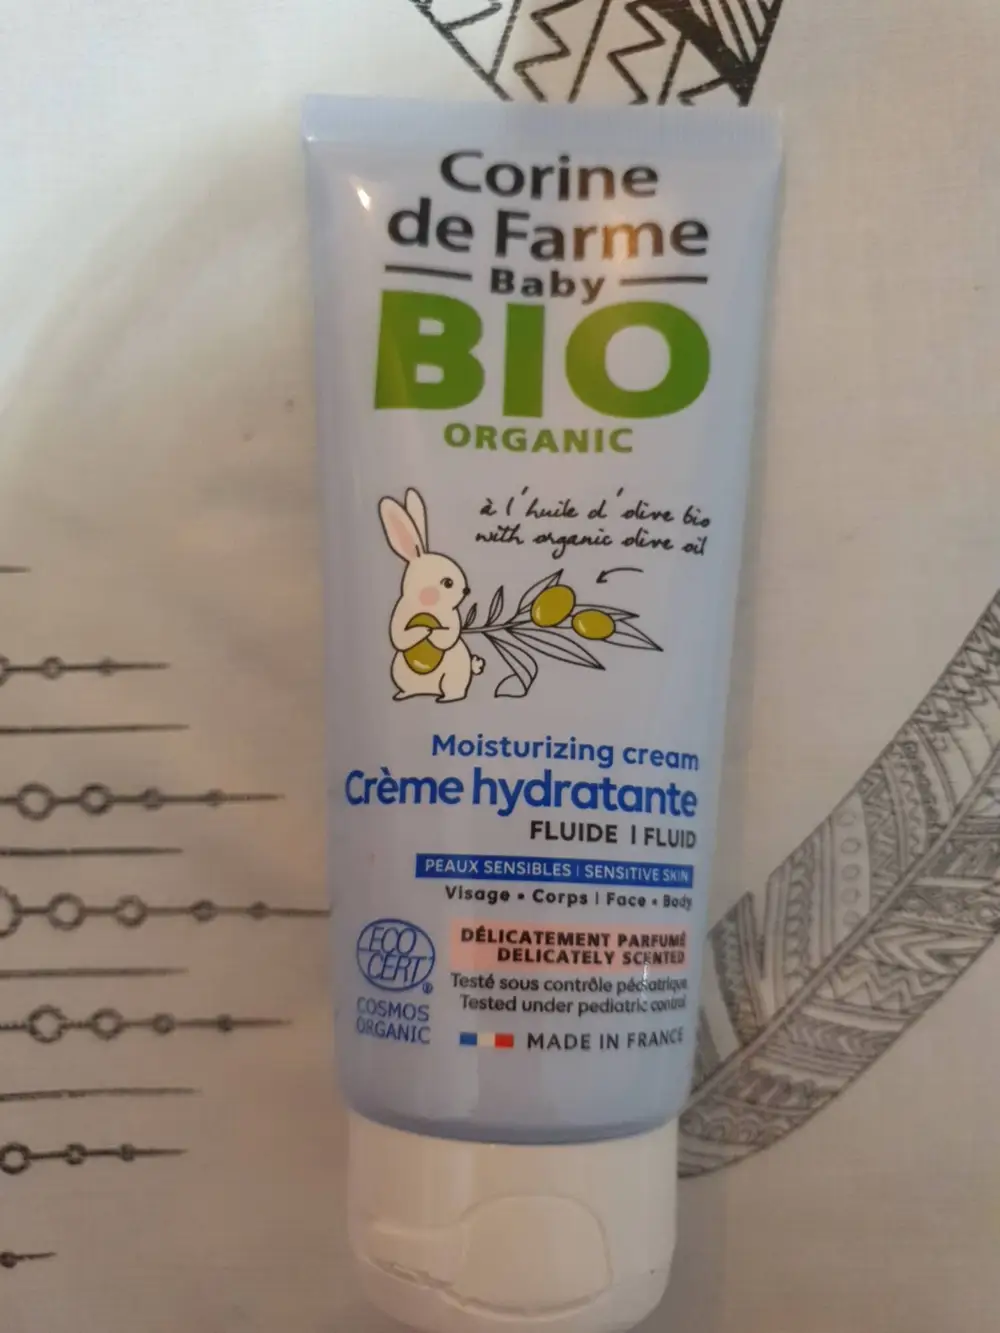 Corine
de Farme
Baby
BIO
ORGANIC
à l'huile d'olive bio
with organic olive oil
Moisturizing cream
Crème hydratante
FLUIDE | FLUID
PEAUX SENSIBLES | SENSITIVE SKIN
Visage • Corps | Face • Body
ECO
CERT®
COSMOS
ORGANIC
DÉLICATEMENT PARFUMÉ
DELICATELY SCENTED
Testé sous contrôle pédiatrique
Tested under pediatric control
MADE IN FRANCE